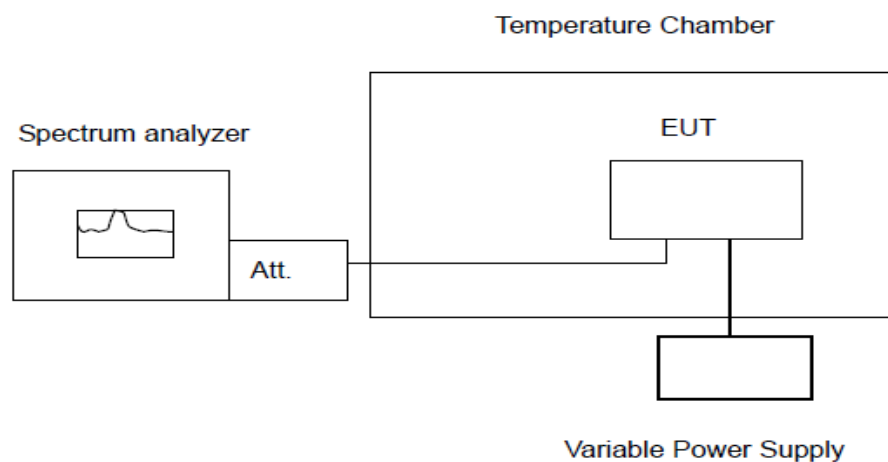 Temperature Chamber
Spectrum analyzer
EUT
Att.
Variable Power Supply